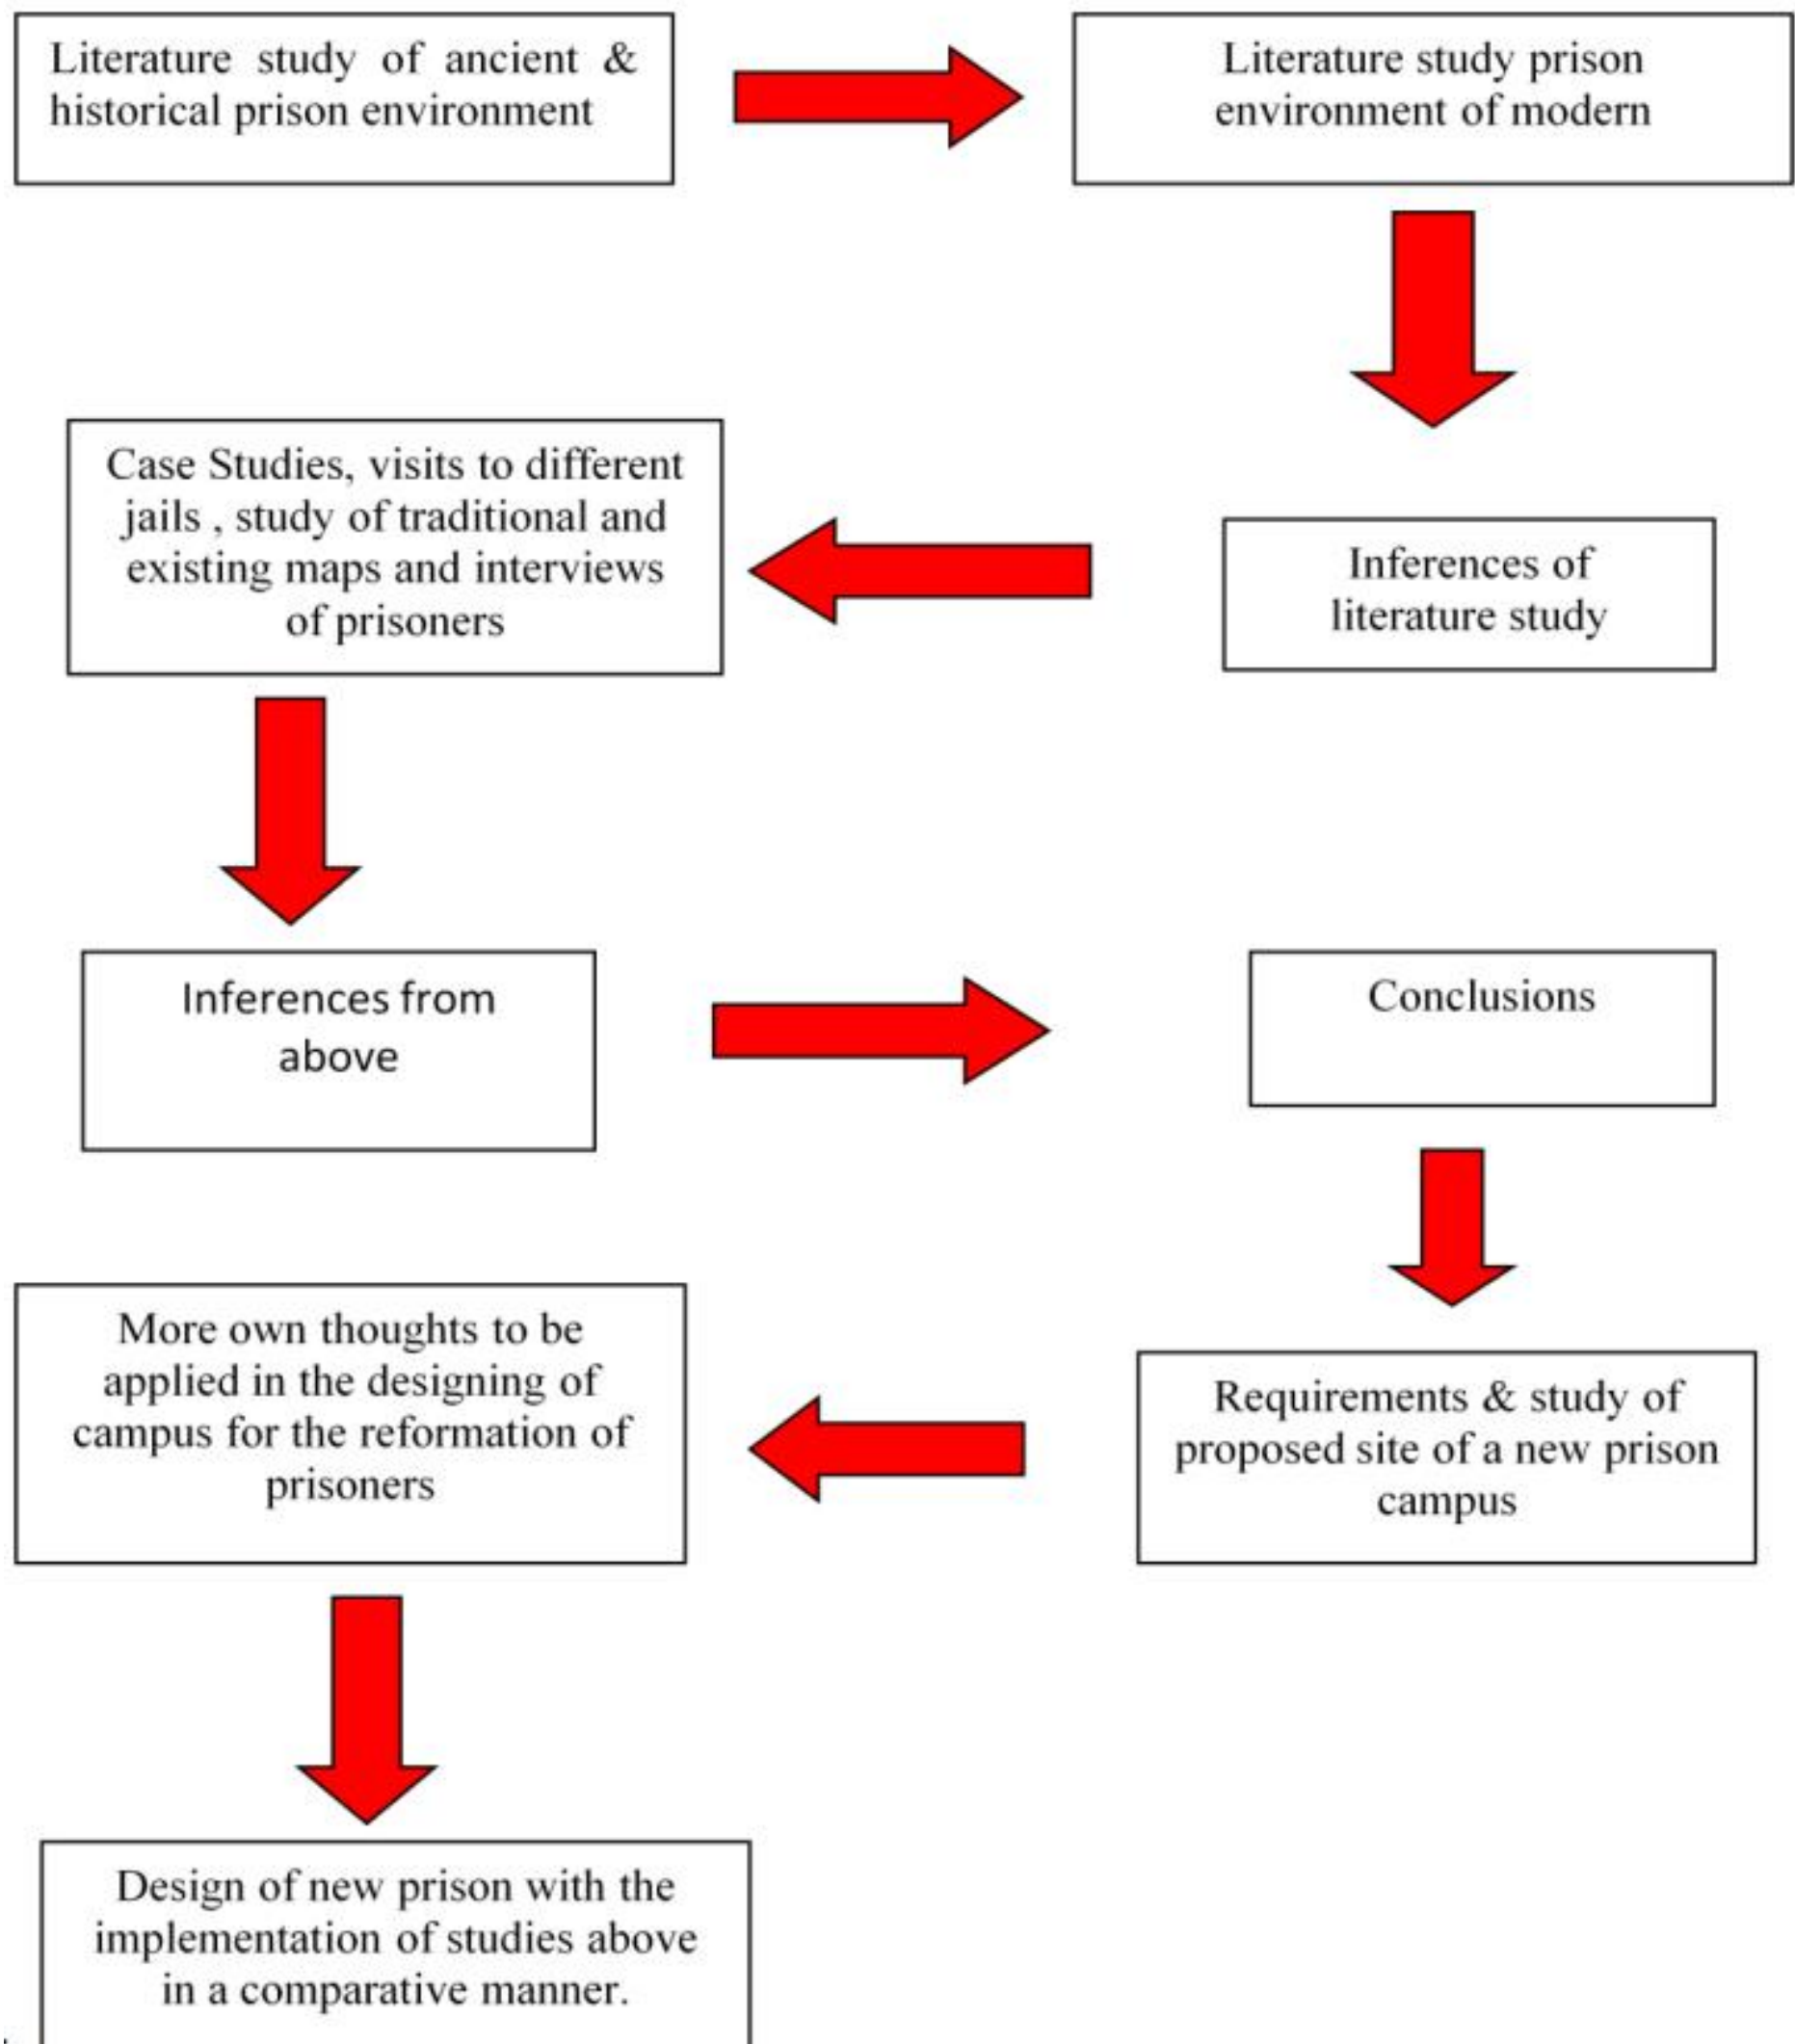 Literature study of ancient &
historical prison environment
Literature study prison
environment of modern
Inferences of
literature study
Case Studies, visits to different
jails , study of traditional and
existing maps and interviews
of prisoners
Inferences from
above
Conclusions
Requirements & study of
proposed site of a new prison
campus
More own thoughts to be
applied in the designing of
campus for the reformation of
prisoners
Design of new prison with the
implementation of studies above
in a comparative manner.